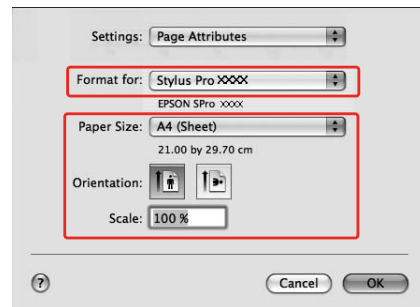 Settings: Page Attributes
Format for: Stylus Pro XXXX
EPSON SPro XXXX
Paper Size: A4 (Sheet)
21.00 by 29.70 cm
Orientation:
Scale: 100 %
? Cancel OK